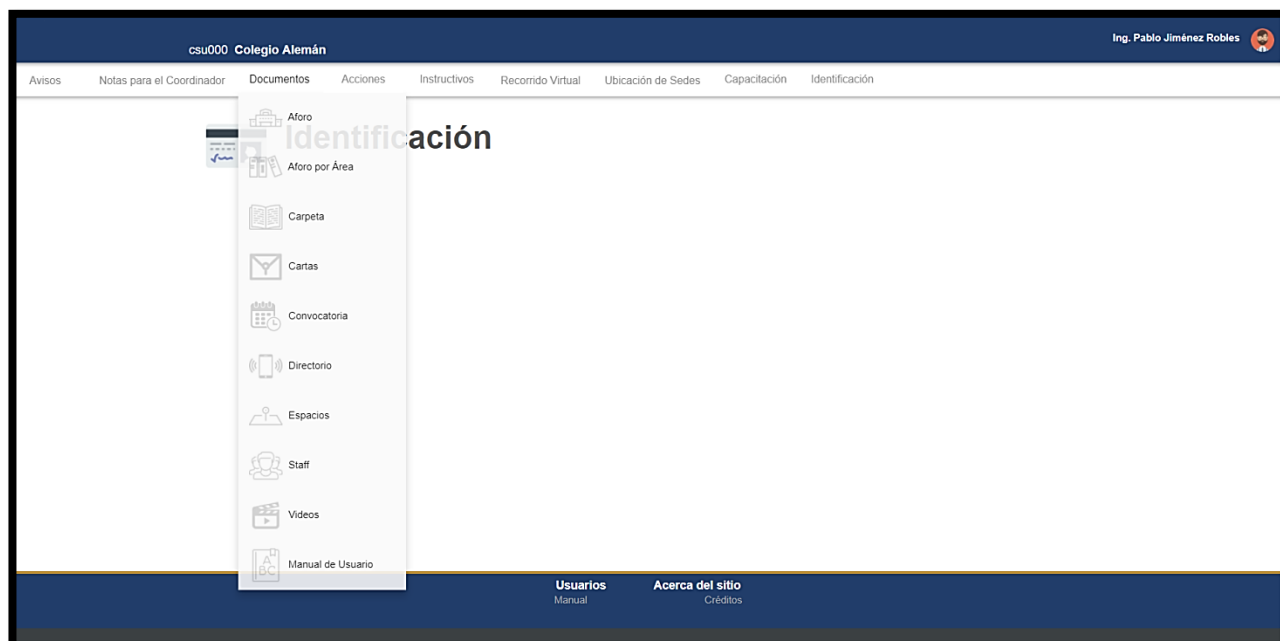 Ing. Pablo Jiménez Robles
csu000 Colegio Alemán
Avisos Notas para el Coordinador Documentos Acciones Instructivos Recorrido Virtual Ubicación de Sedes Capacitación Identificación
Identificación
Aforo
Aforo por Área
Carpeta
Cartas
Convocatoria
Directorio
Espacios
Staff
Videos
A
BC
Manual de Usuario
Usuarios Acerca del sitio
Manual Créditos